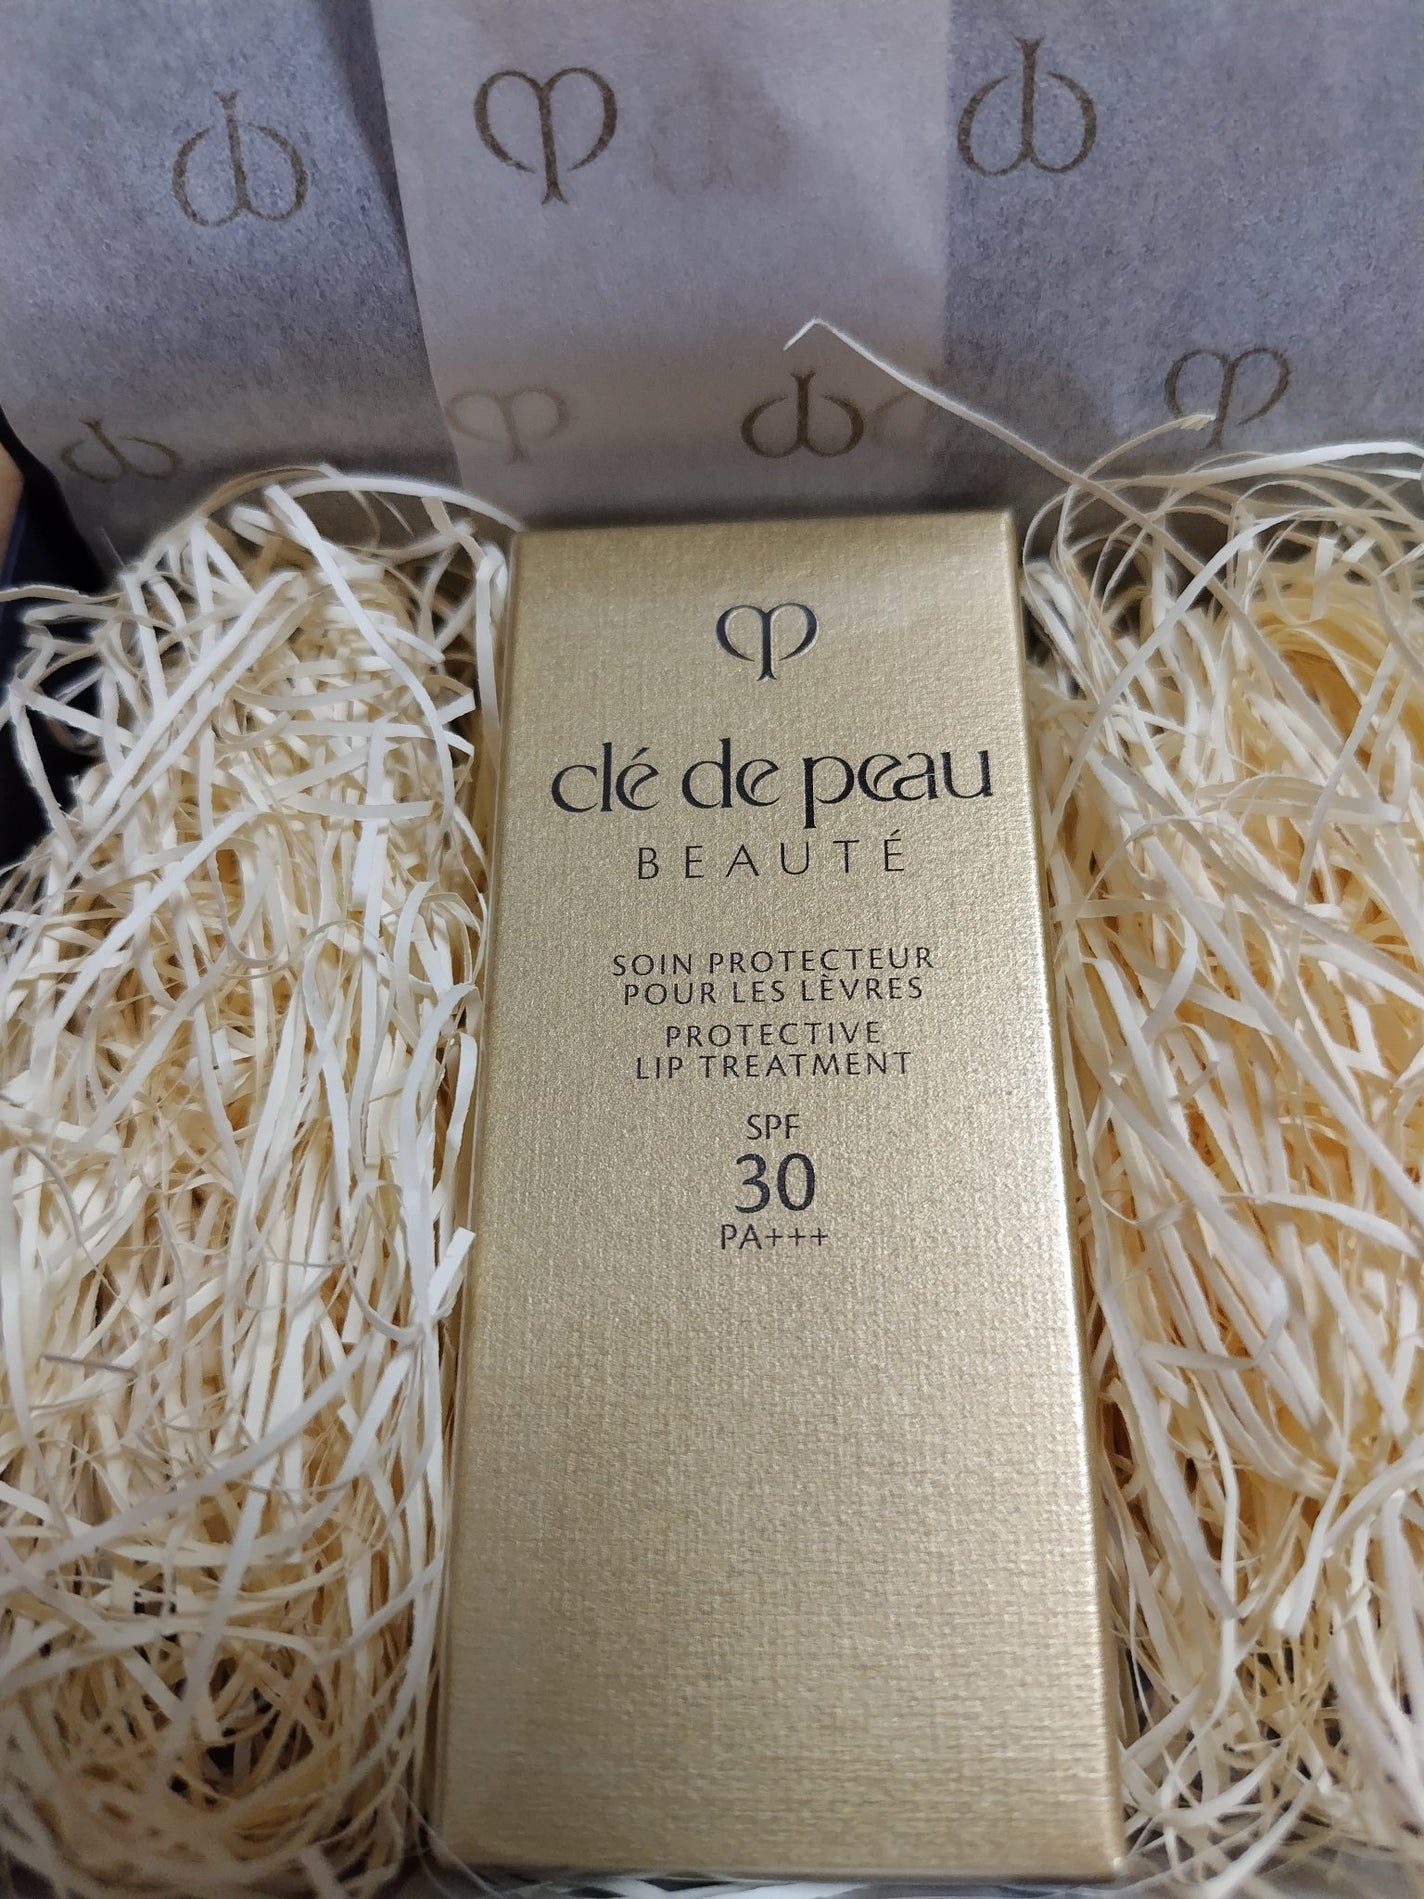 clé de peau
BEAUTÉ
SOIN PROTECTEUR
POUR LES LÈVRES
PROTECTIVE
LIP TREATMENT
SPF
30
PA+++